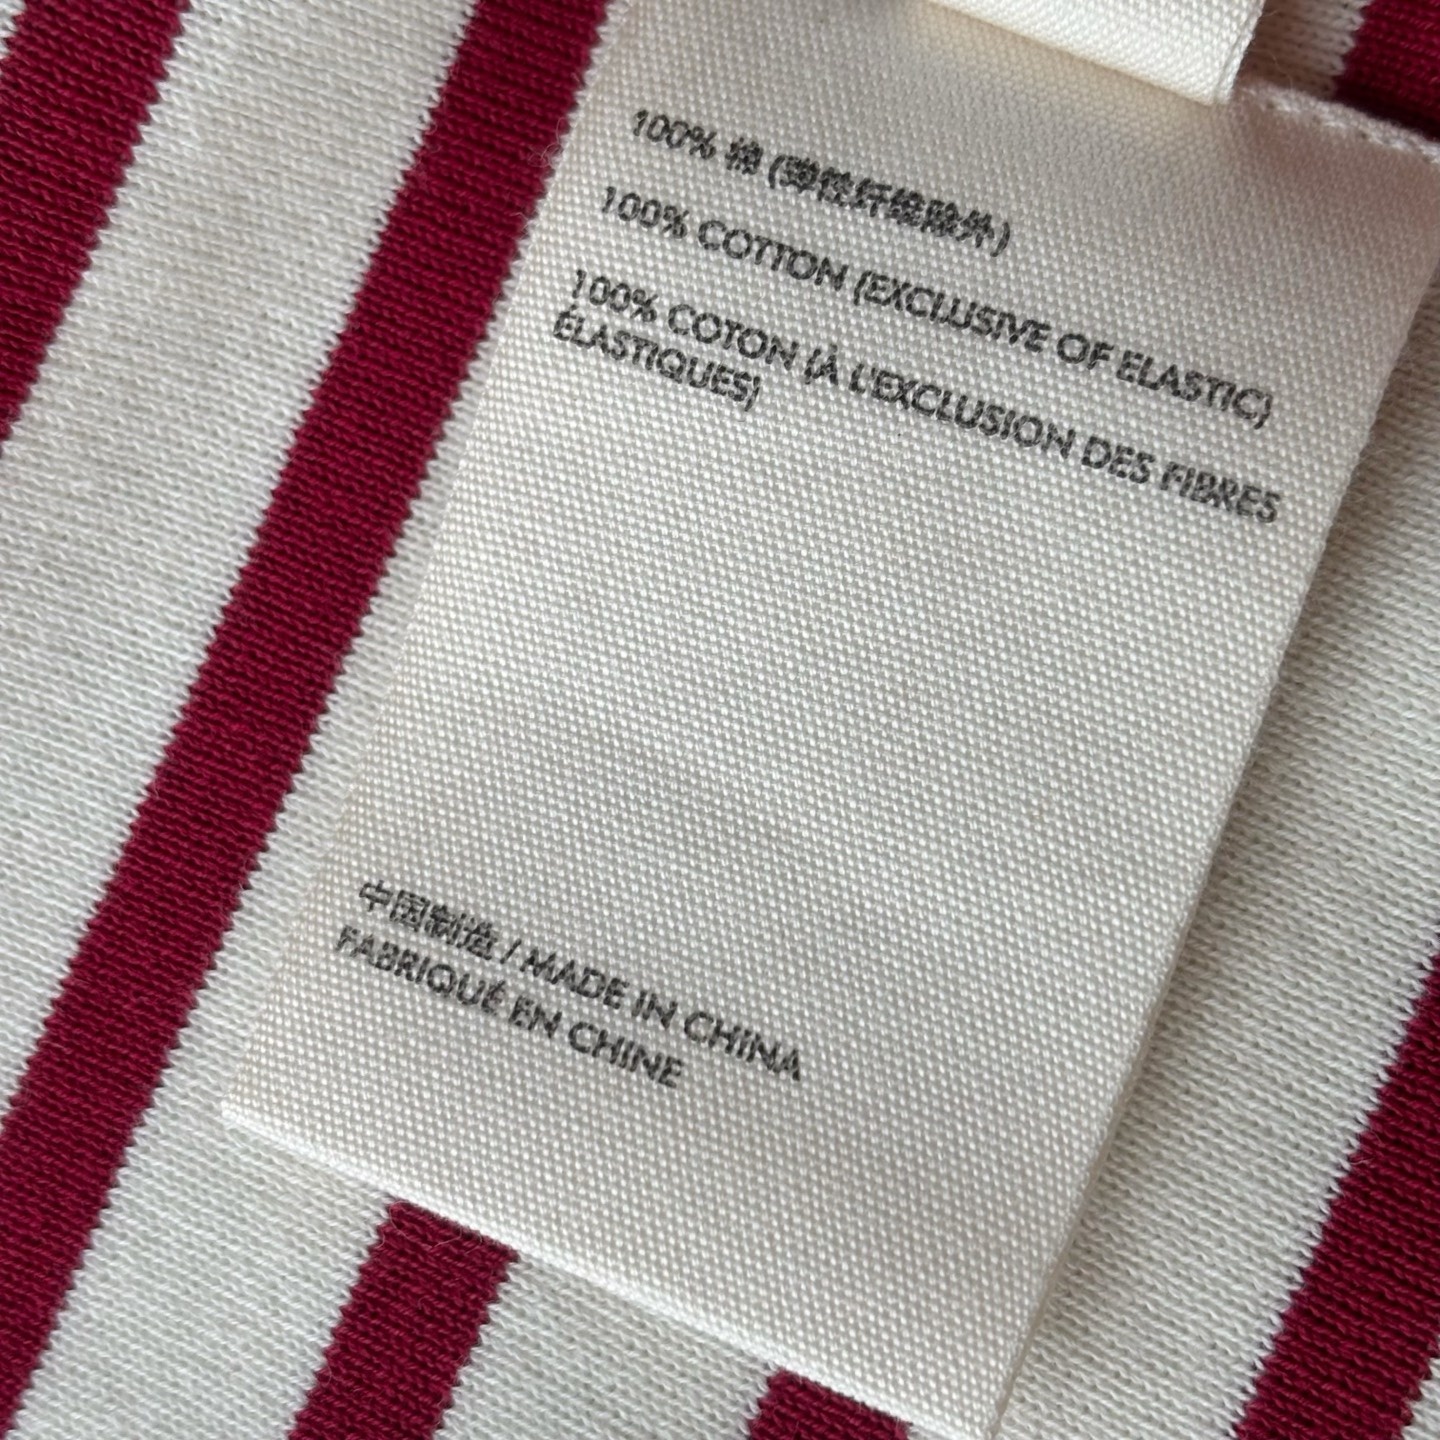 100% 棉 (弹性纤维除外)
100% COTTON (EXCLUSIVE OF ELASTIC)
100% COTON (À L'EXCLUSION DES FIBRES
ÉLASTIQUES)
中国制造 / MADE IN CHINA
FABRIQUÉ EN CHINE